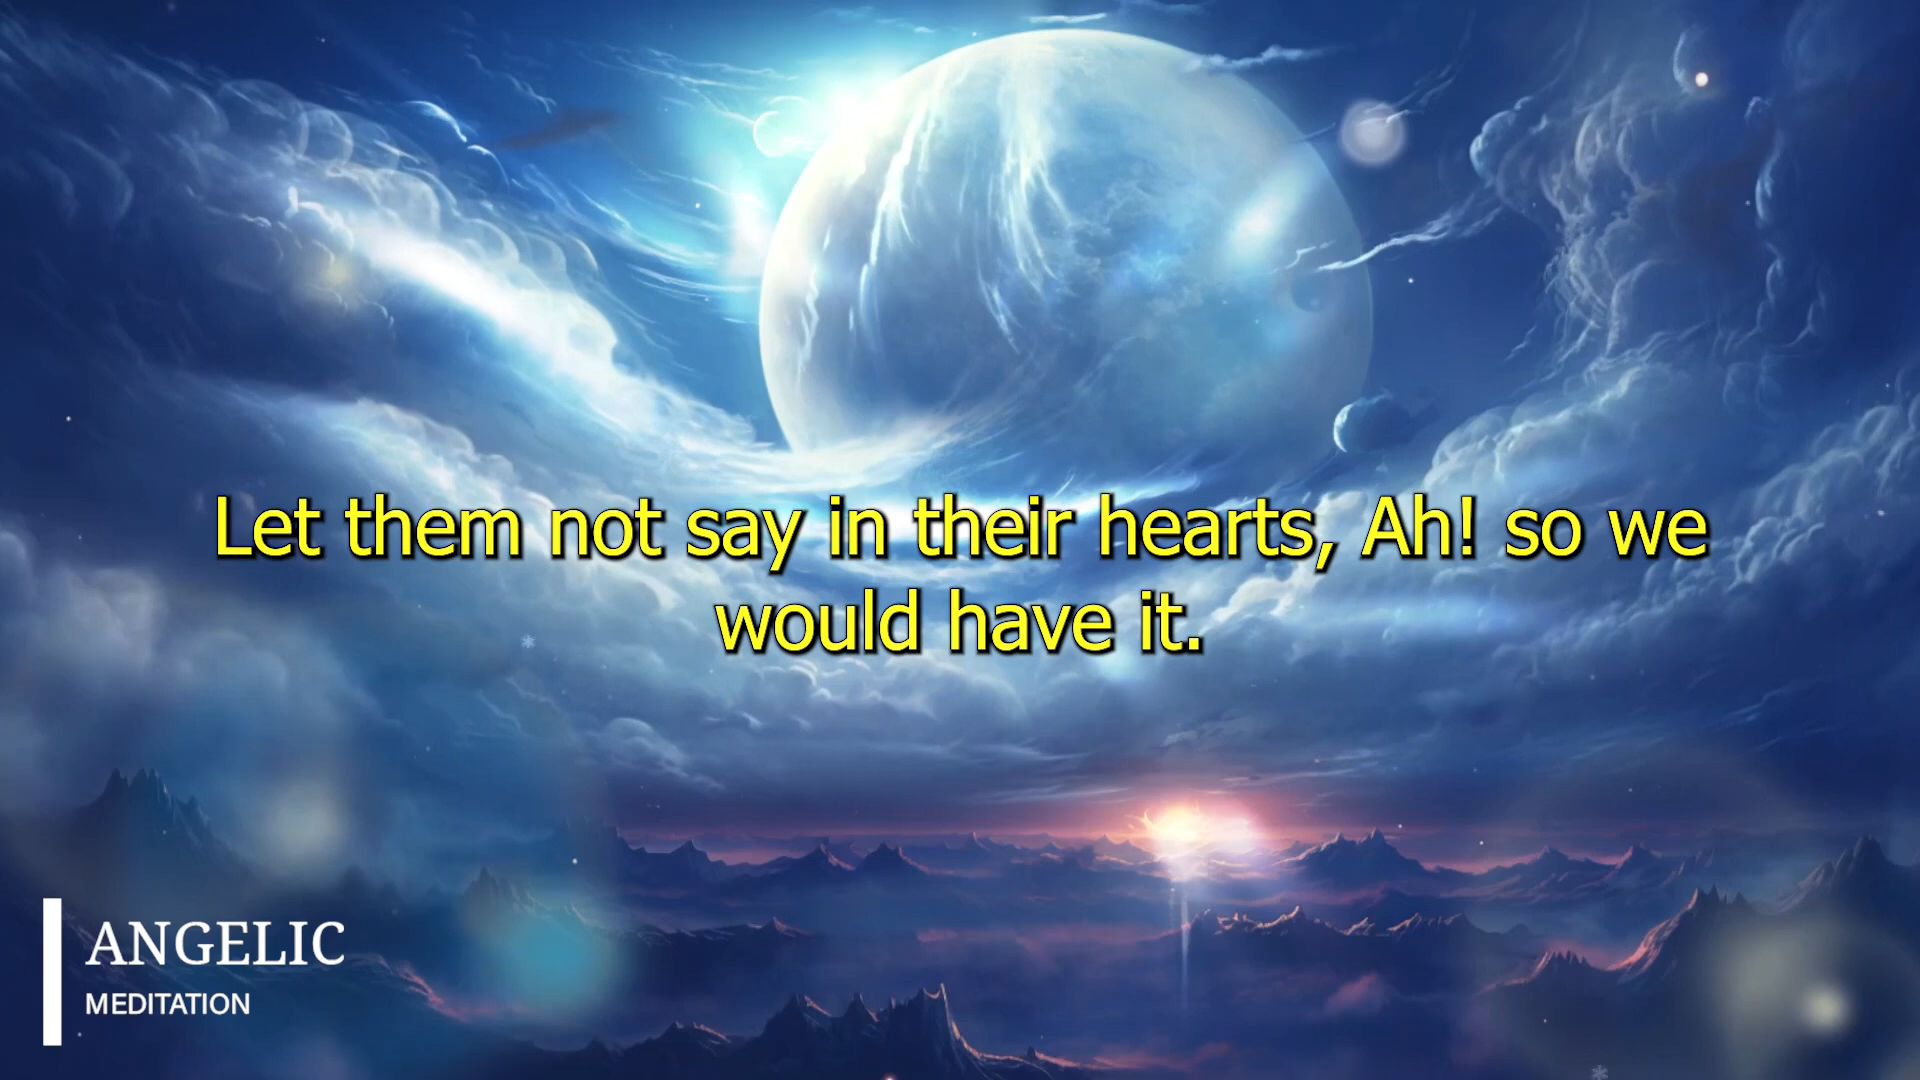 Let them not say in their hearts, Ah! so we
would have it.
ANGELIC
MEDITATION